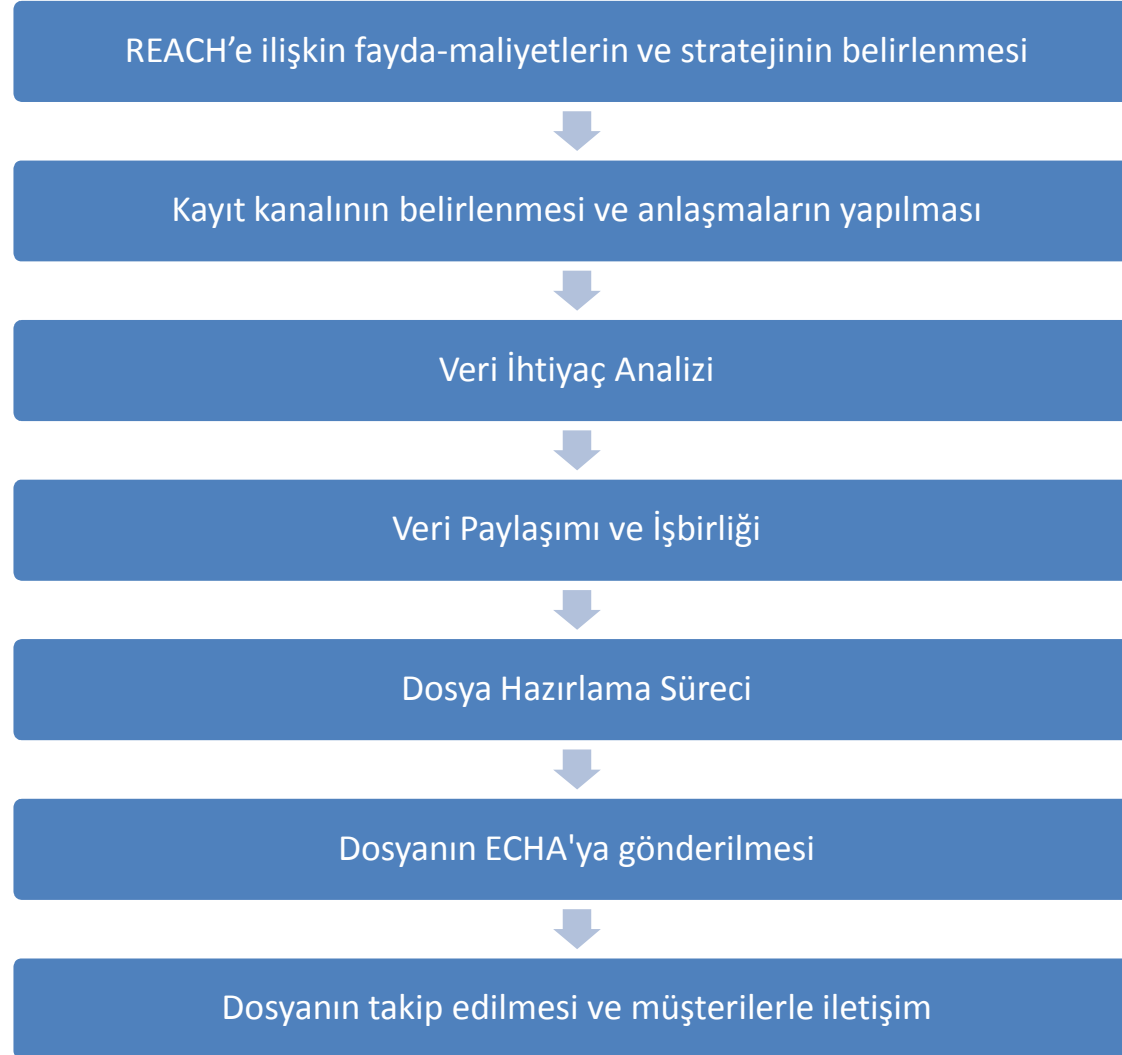 REACH’e ilişkin fayda-maliyetlerin ve stratejinin belirlenmesi
Kayıt kanalının belirlenmesi ve anlaşmaların yapılması
Veri İhtiyaç Analizi
Veri Paylaşımı ve İşbirliği
Dosya Hazırlama Süreci
Dosyanın ECHA'ya gönderilmesi
Dosyanın takip edilmesi ve müşterilerle iletişim